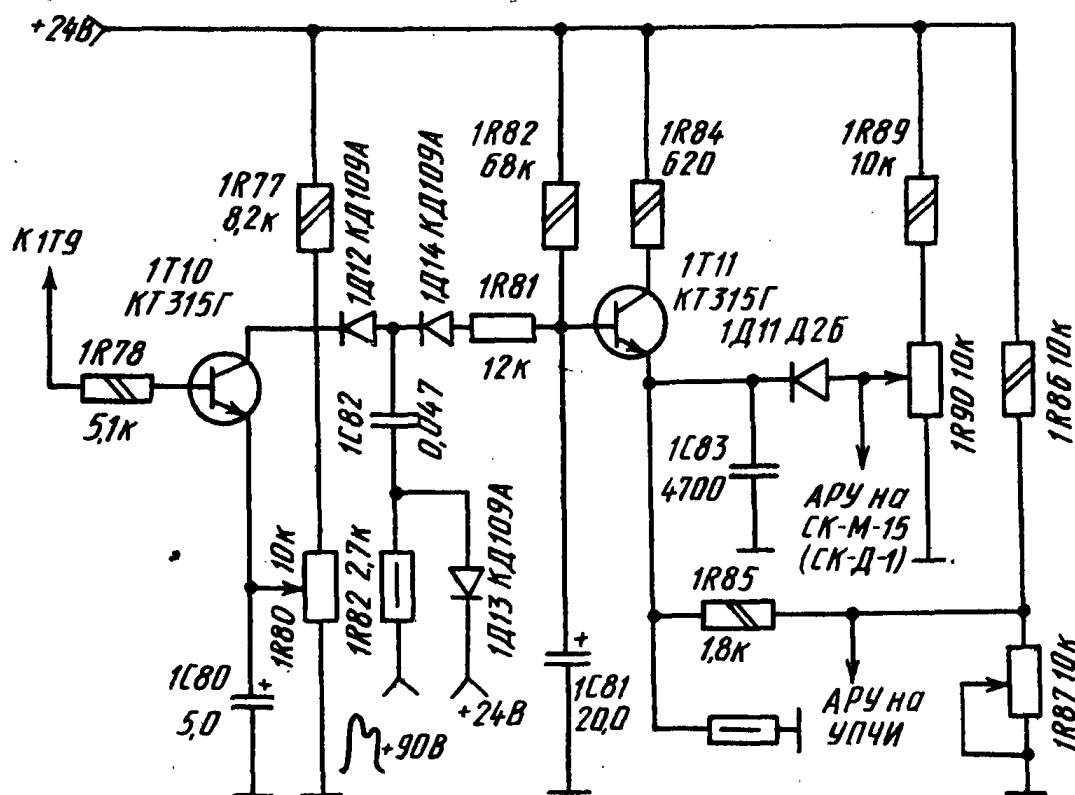 +24В
1R77
8,2к
1Д12 КД109А
1Д14 КД109А
1R82
68к
1R84
620
1R89
10к
К 1Т9
1Т10
КТ315Г
1R81
12к
1Т11
КТ315Г
1Д11 Д2Б
1R78
5,1к
1С82
0,047
1С83
4700
1R90 10к
1R86 10к
АРУ на
СК-М-15
(СК-Д-1)
1R80 10к
1R82 2,7к
1Д13 КД109А
1R85
1,8к
1С80
5,0
+
+90В
+24В
+
1С81
20,0
АРУ на
УПЧИ
1R87 10к